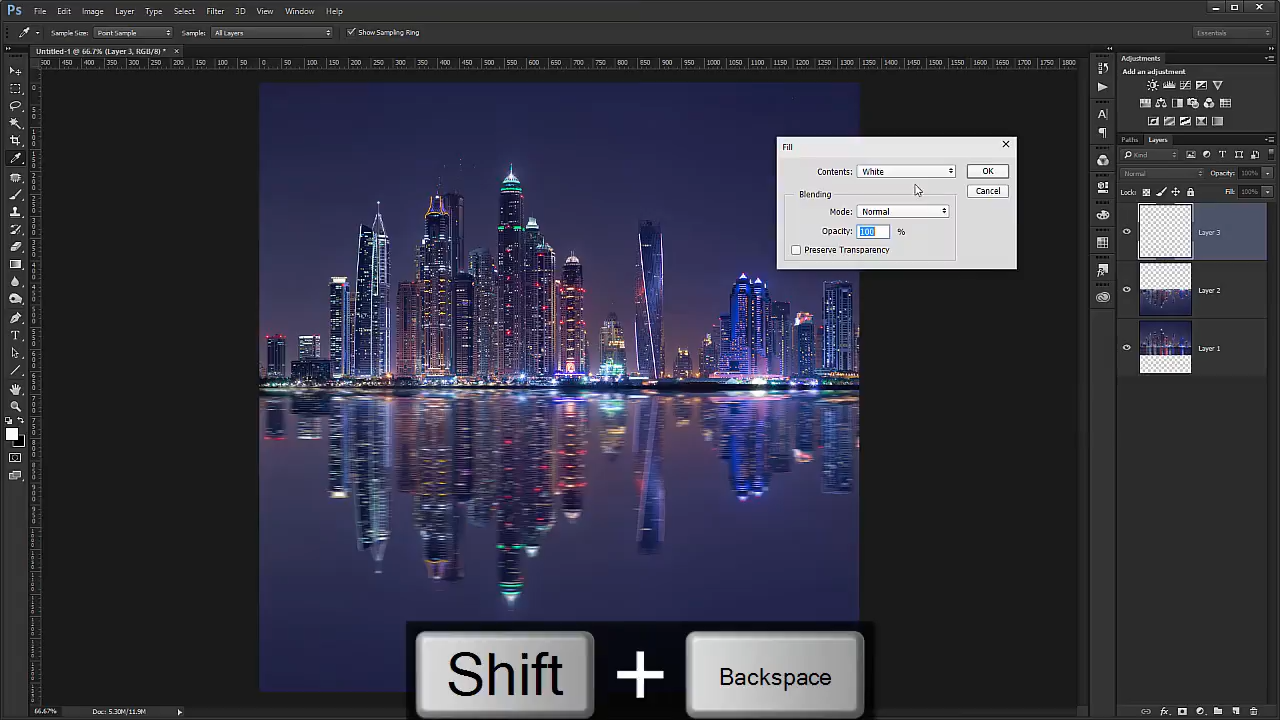 Ps File Edit Image Layer Type Select Filter 3D View Window Help
Sample Size: Point Sample Sample: All Layers Show Sampling Ring Essentials
Untitled-1 @ 66.7% (Layer 3, RGB/8) * ×
Adjustments
Add an adjustment
Paths Layers
Kind
Normal Opacity: 100%
Lock: Fill: 100%
Layer 3
Layer 2
Layer 1
Fill
Contents: White OK
Blending Cancel
Mode: Normal
Opacity: 100 %
Preserve Transparency
Shift + Backspace
66.67% Doc: 5.30M/11.9M